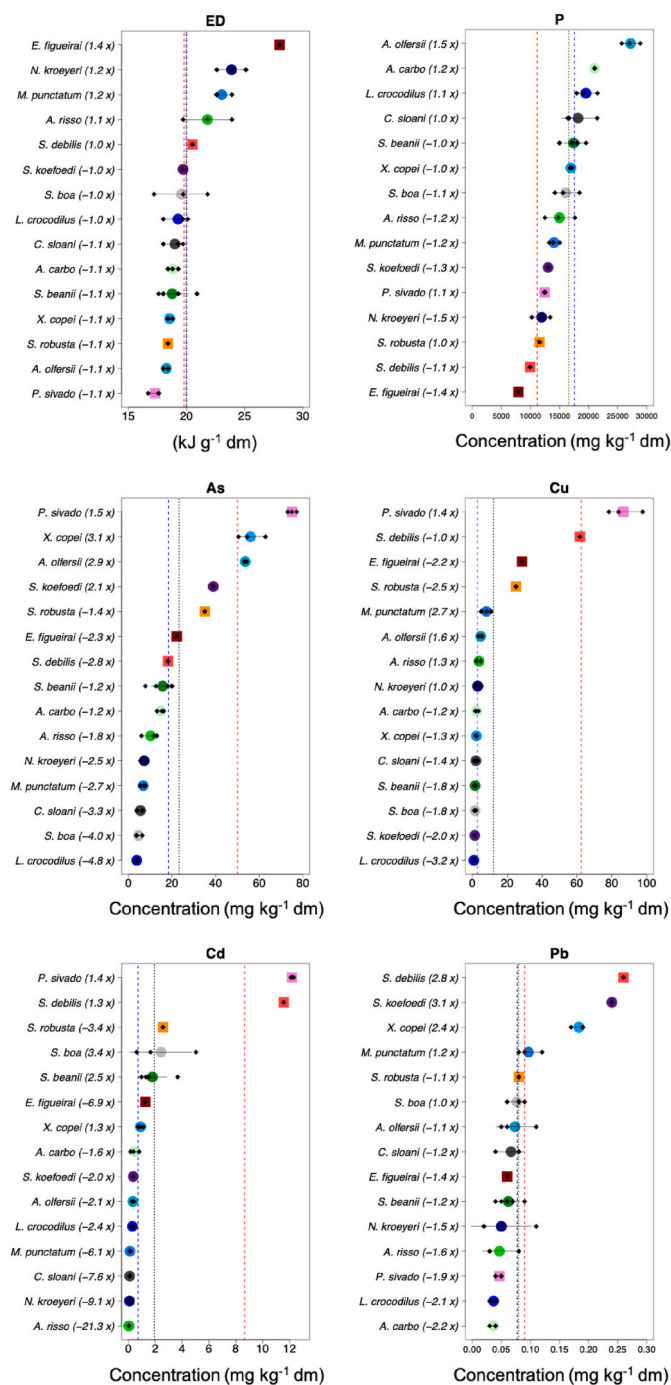 ED
E. figueirai (1.4 x)
N. kroeyeri (1.2 x)
M. punctatum (1.2 x)
A. risso (1.1 x)
S. debilis (1.0 x)
S. koefoedi (−1.0 x)
S. boa (−1.0 x)
L. crocodilus (−1.0 x)
C. sloani (−1.1 x)
A. carbo (−1.1 x)
S. beanii (−1.1 x)
X. copei (−1.1 x)
S. robusta (−1.1 x)
A. olfersii (−1.1 x)
P. sivado (−1.1 x)
15 20 25 30
(kJ g⁻¹ dm)
P
A. olfersii (1.5 x)
A. carbo (1.2 x)
L. crocodilus (1.1 x)
C. sloani (1.0 x)
S. beanii (−1.0 x)
X. copei (−1.0 x)
S. boa (−1.1 x)
A. risso (−1.2 x)
M. punctatum (−1.2 x)
S. koefoedi (−1.3 x)
P. sivado (1.1 x)
N. kroeyeri (−1.5 x)
S. robusta (1.0 x)
S. debilis (−1.1 x)
E. figueirai (−1.4 x)
0 5000 10000 15000 20000 25000 30000
Concentration (mg kg⁻¹ dm)
As
P. sivado (1.5 x)
X. copei (3.1 x)
A. olfersii (2.9 x)
S. koefoedi (2.1 x)
S. robusta (−1.4 x)
E. figueirai (−2.3 x)
S. debilis (−2.8 x)
S. beanii (−1.2 x)
A. carbo (−1.2 x)
A. risso (−1.8 x)
N. kroeyeri (−2.5 x)
M. punctatum (−2.7 x)
C. sloani (−3.3 x)
S. boa (−4.0 x)
L. crocodilus (−4.8 x)
0 20 40 60 80
Concentration (mg kg⁻¹ dm)
Cu
P. sivado (1.4 x)
S. debilis (−1.0 x)
E. figueirai (−2.2 x)
S. robusta (−2.5 x)
M. punctatum (2.7 x)
A. olfersii (1.6 x)
A. risso (1.3 x)
N. kroeyeri (1.0 x)
A. carbo (−1.2 x)
X. copei (−1.3 x)
C. sloani (−1.4 x)
S. beanii (−1.8 x)
S. boa (−1.8 x)
S. koefoedi (−2.0 x)
L. crocodilus (−3.2 x)
0 20 40 60 80 100
Concentration (mg kg⁻¹ dm)
Cd
P. sivado (1.4 x)
S. debilis (1.3 x)
S. robusta (−3.4 x)
S. boa (3.4 x)
S. beanii (2.5 x)
E. figueirai (−6.9 x)
X. copei (1.3 x)
A. carbo (−1.6 x)
S. koefoedi (−2.0 x)
A. olfersii (−2.1 x)
L. crocodilus (−2.4 x)
M. punctatum (−6.1 x)
C. sloani (−7.6 x)
N. kroeyeri (−9.1 x)
A. risso (−21.3 x)
0 2 4 6 8 10 12
Concentration (mg kg⁻¹ dm)
Pb
S. debilis (2.8 x)
S. koefoedi (3.1 x)
X. copei (2.4 x)
M. punctatum (1.2 x)
S. robusta (−1.1 x)
S. boa (1.0 x)
A. olfersii (−1.1 x)
C. sloani (−1.2 x)
E. figueirai (−1.4 x)
S. beanii (−1.2 x)
N. kroeyeri (−1.5 x)
A. risso (−1.6 x)
P. sivado (−1.9 x)
L. crocodilus (−2.1 x)
A. carbo (−2.2 x)
0.00 0.05 0.10 0.15 0.20 0.25 0.30
Concentration (mg kg⁻¹ dm)